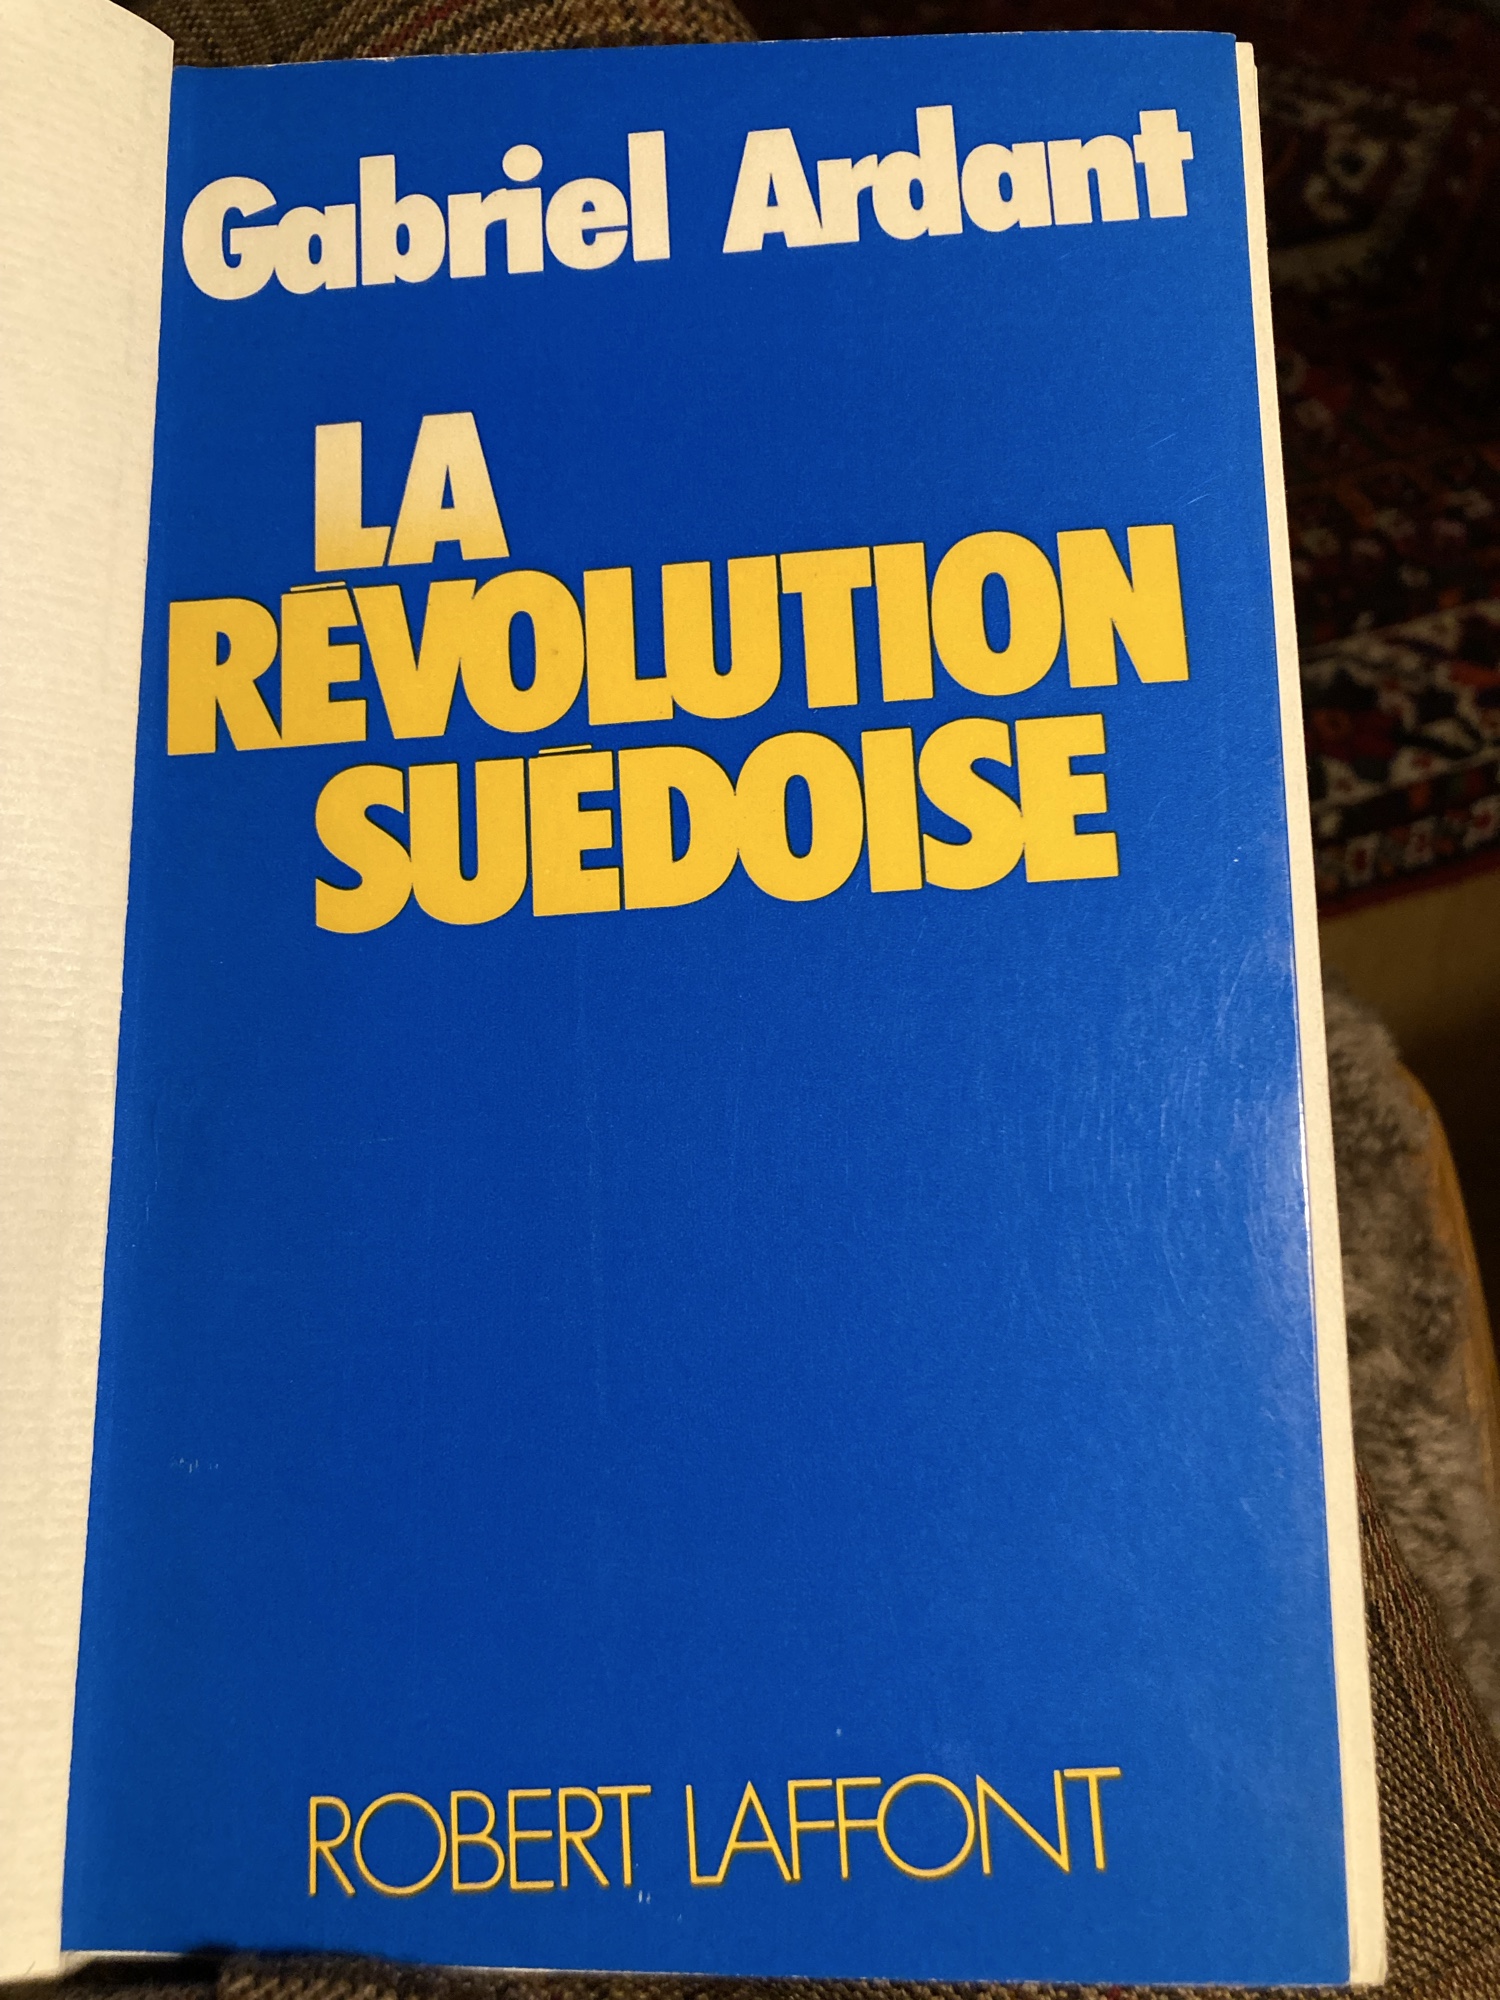 Gabriel Ardant
LA
RÉVOLUTION
SUÉDOISE
ROBERT LAFFONT